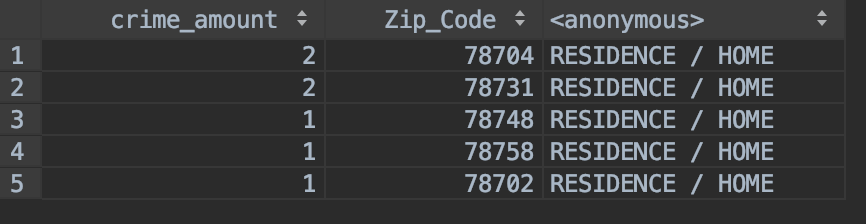 crime_amount Zip_Code <anonymous>
1 2 78704 RESIDENCE / HOME
2 2 78731 RESIDENCE / HOME
3 1 78748 RESIDENCE / HOME
4 1 78758 RESIDENCE / HOME
5 1 78702 RESIDENCE / HOME